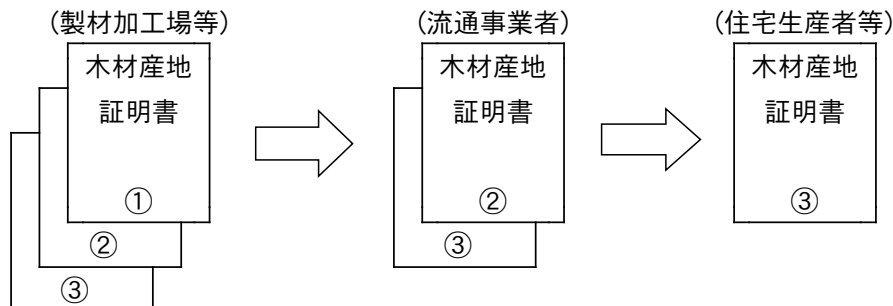 （製材加工場等）
（流通事業者）
（住宅生産者等）
木材産地
証明書
①
②
③
木材産地
証明書
②
③
木材産地
証明書
③